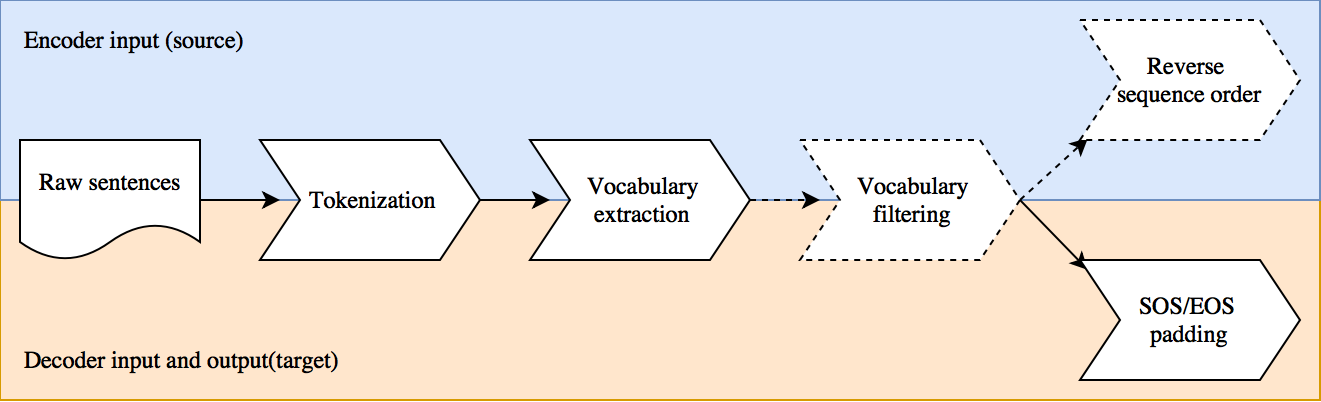 Encoder input (source)
Reverse
sequence order
Raw sentences
Tokenization
Vocabulary
extraction
Vocabulary
filtering
SOS/EOS
padding
Decoder input and output(target)